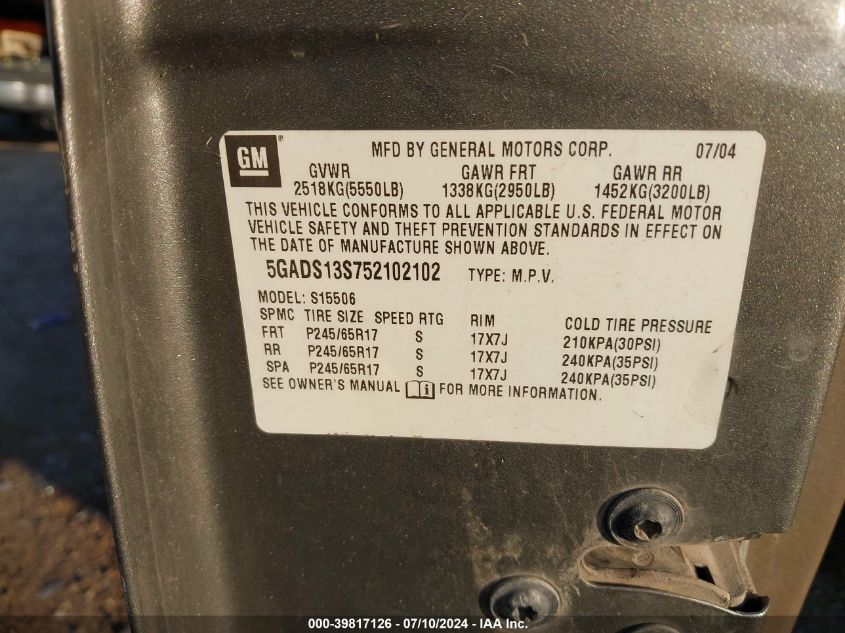 GM ®
MFD BY GENERAL MOTORS CORP. 07/04
GVWR GAWR FRT GAWR RR
2518KG(5550LB) 1338KG(2950LB) 1452KG(3200LB)
THIS VEHICLE CONFORMS TO ALL APPLICABLE U.S. FEDERAL MOTOR
VEHICLE SAFETY AND THEFT PREVENTION STANDARDS IN EFFECT ON
THE DATE OF MANUFACTURE SHOWN ABOVE.
5GADS13S752102102 TYPE: M.P.V.
MODEL: S15506
SPMC TIRE SIZE SPEED RTG RIM COLD TIRE PRESSURE
FRT P245/65R17 S 17X7J 210KPA(30PSI)
RR P245/65R17 S 17X7J 240KPA(35PSI)
SPA P245/65R17 S 17X7J 240KPA(35PSI)
SEE OWNER'S MANUAL FOR MORE INFORMATION.
000-39817126 - 07/10/2024 - IAA Inc.